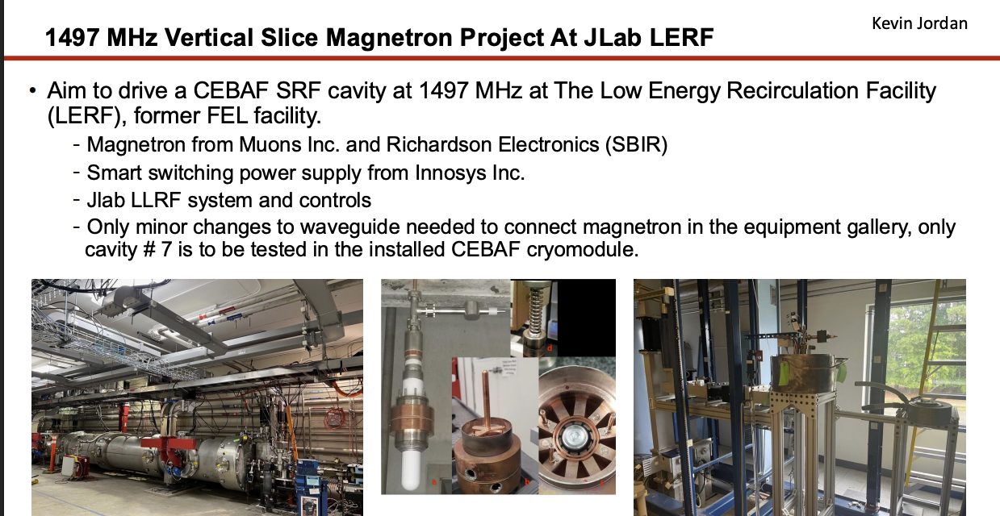 Kevin Jordan
1497 MHz Vertical Slice Magnetron Project At JLab LERF
• Aim to drive a CEBAF SRF cavity at 1497 MHz at The Low Energy Recirculation Facility
(LERF), former FEL facility.
- Magnetron from Muons Inc. and Richardson Electronics (SBIR)
- Smart switching power supply from Innosys Inc.
- Jlab LLRF system and controls
- Only minor changes to waveguide needed to connect magnetron in the equipment gallery, only
cavity # 7 is to be tested in the installed CEBAF cryomodule.
d
a
b
c